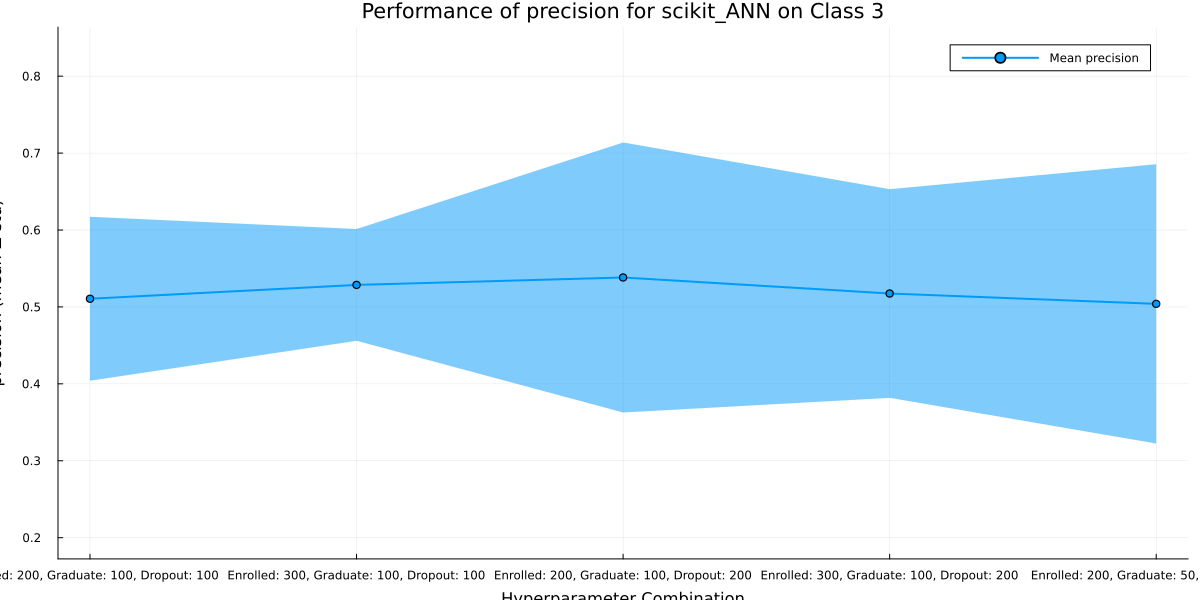 Performance of precision for scikit_ANN on Class 3
Mean precision
0.8
0.7
0.6
0.5
0.4
0.3
0.2
200, Graduate: 100, Dropout: 100 Enrolled: 300, Graduate: 100, Dropout: 100 Enrolled: 200, Graduate: 100, Dropout: 200 Enrolled: 300, Graduate: 100, Dropout: 200 Enrolled: 200, Graduate: 50,
Hyperparameter Combination